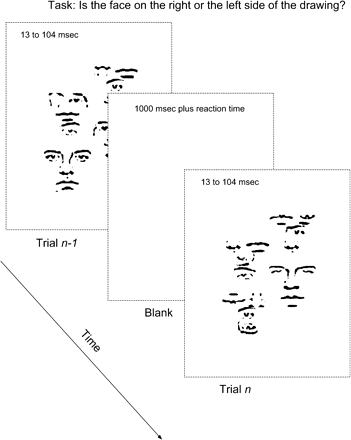 Task: Is the face on the right or the left side of the drawing?
13 to 104 msec
1000 msec plus reaction time
13 to 104 msec
Trial n-1
Blank
Time
Trial n